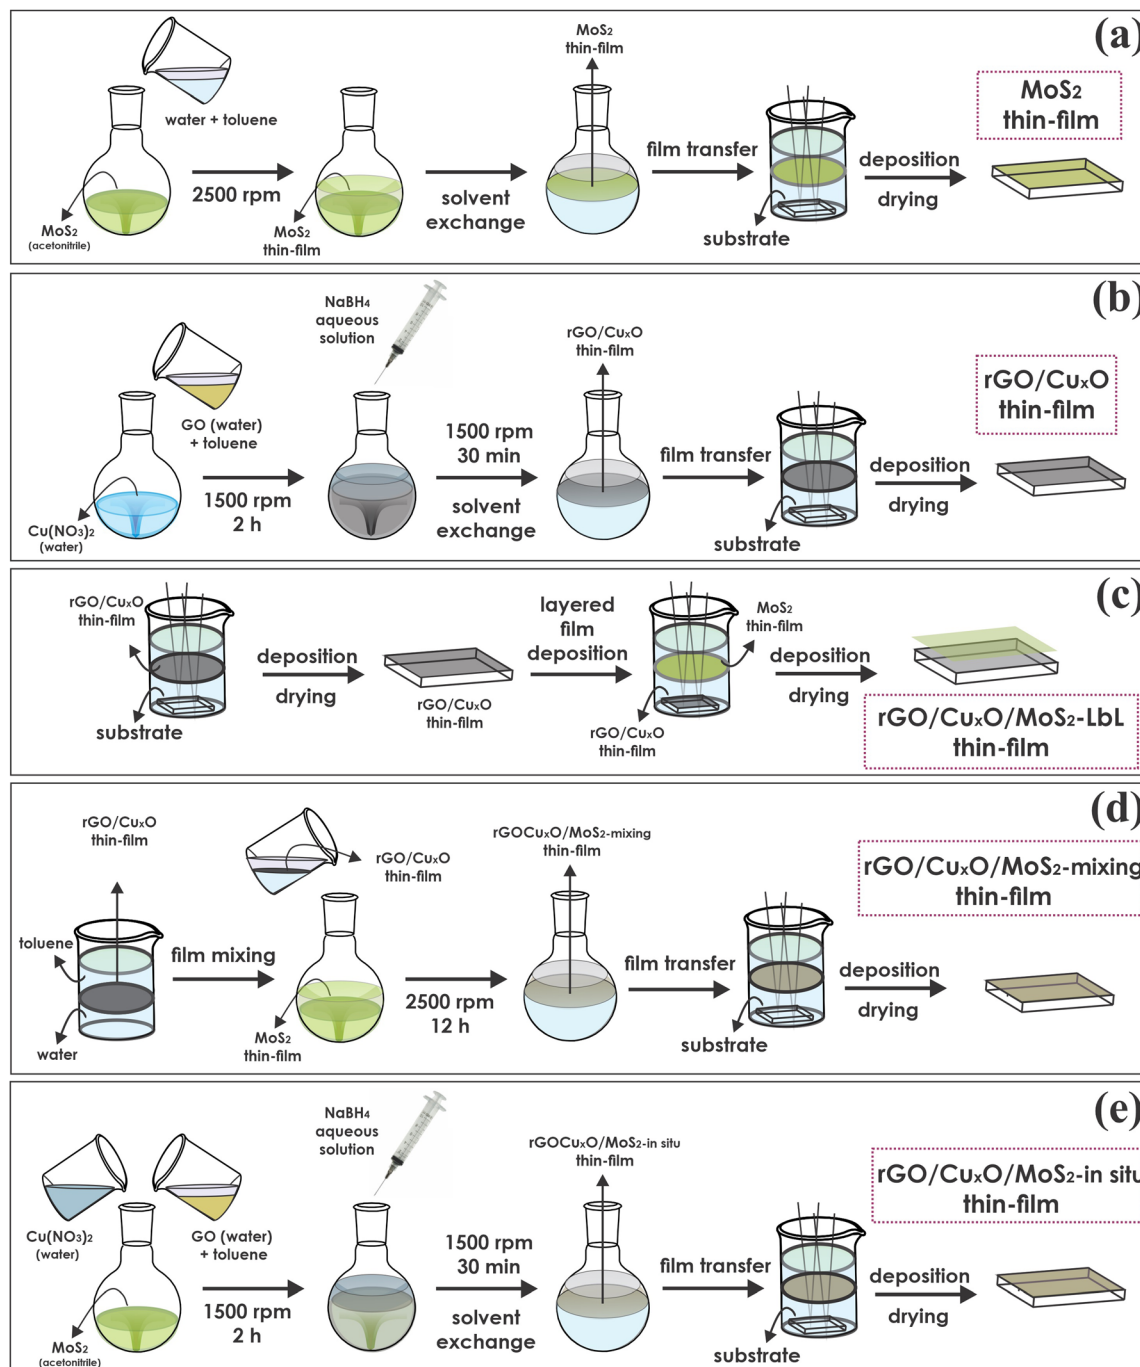 (a)
MoS₂
thin-film
water + toluene
2500 rpm
MoS₂
(acetonitrile)
MoS₂
thin-film
solvent
exchange
film transfer
substrate
deposition
drying
MoS₂
thin-film
(b)
NaBH₄
aqueous
solution
rGO/CuₓO
thin-film
GO (water)
+ toluene
1500 rpm
2 h
Cu(NO₃)₂
(water)
1500 rpm
30 min
solvent
exchange
film transfer
substrate
deposition
drying
rGO/CuₓO
thin-film
(c)
rGO/CuₓO
thin-film
substrate
deposition
drying
rGO/CuₓO
thin-film
layered
film
deposition
MoS₂
thin-film
rGO/CuₓO
thin-film
deposition
drying
rGO/CuₓO/MoS₂-LbL
thin-film
(d)
rGO/CuₓO
thin-film
toluene
water
film mixing
rGO/CuₓO
thin-film
MoS₂
thin-film
2500 rpm
12 h
rGOCuₓO/MoS₂-mixing
thin-film
film transfer
substrate
deposition
drying
rGO/CuₓO/MoS₂-mixing
thin-film
(e)
Cu(NO₃)₂
(water)
GO (water)
+ toluene
MoS₂
(acetonitrile)
1500 rpm
2 h
NaBH₄
aqueous
solution
1500 rpm
30 min
solvent
exchange
rGOCuₓO/MoS₂-in situ
thin-film
film transfer
substrate
deposition
drying
rGO/CuₓO/MoS₂-in situ
thin-film